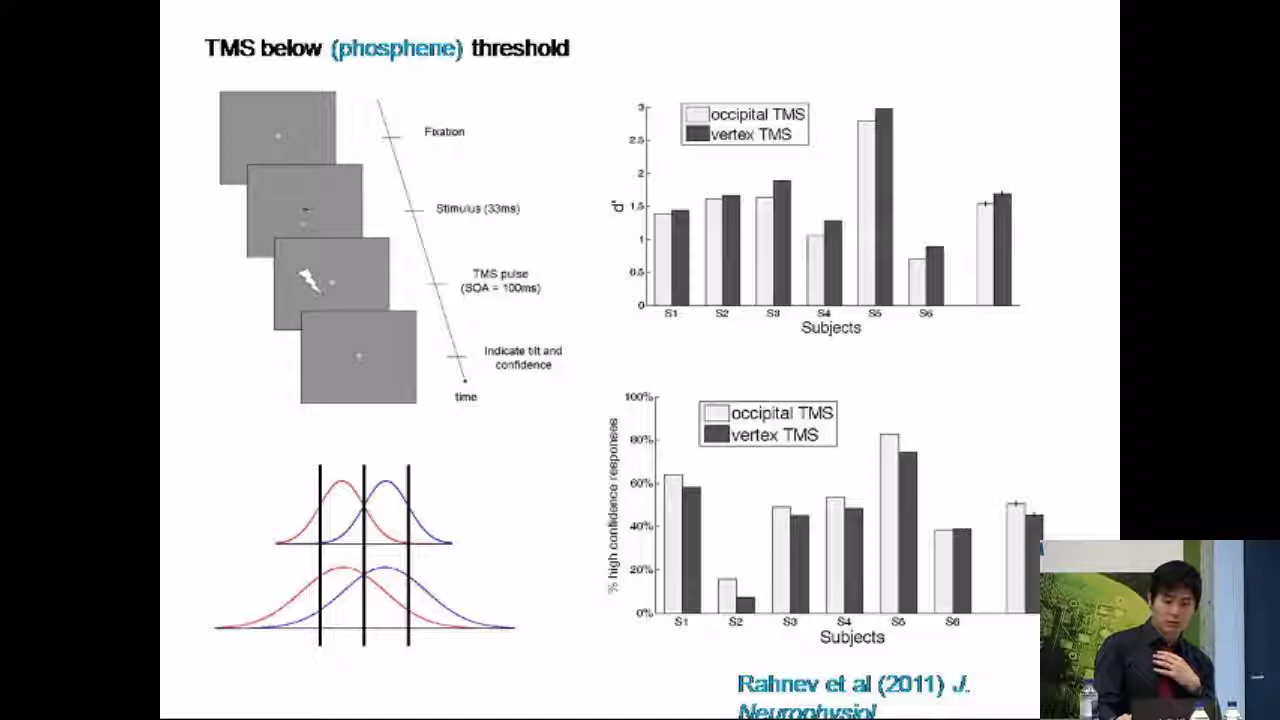 TMS below (phosphene) threshold
Fixation
Stimulus (33ms)
TMS pulse
(SOA = 100ms)
Indicate tilt and
confidence
time
occipital TMS
vertex TMS
3
2.5
2
1.5
1
0.5
0
d'
S1 S2 S3 S4 S5 S6
Subjects
occipital TMS
vertex TMS
100%
80%
60%
40%
20%
0%
% high confidence responses
S1 S2 S3 S4 S5 S6
Subjects
Rahnev et al (2011) J.
Neurophysiol